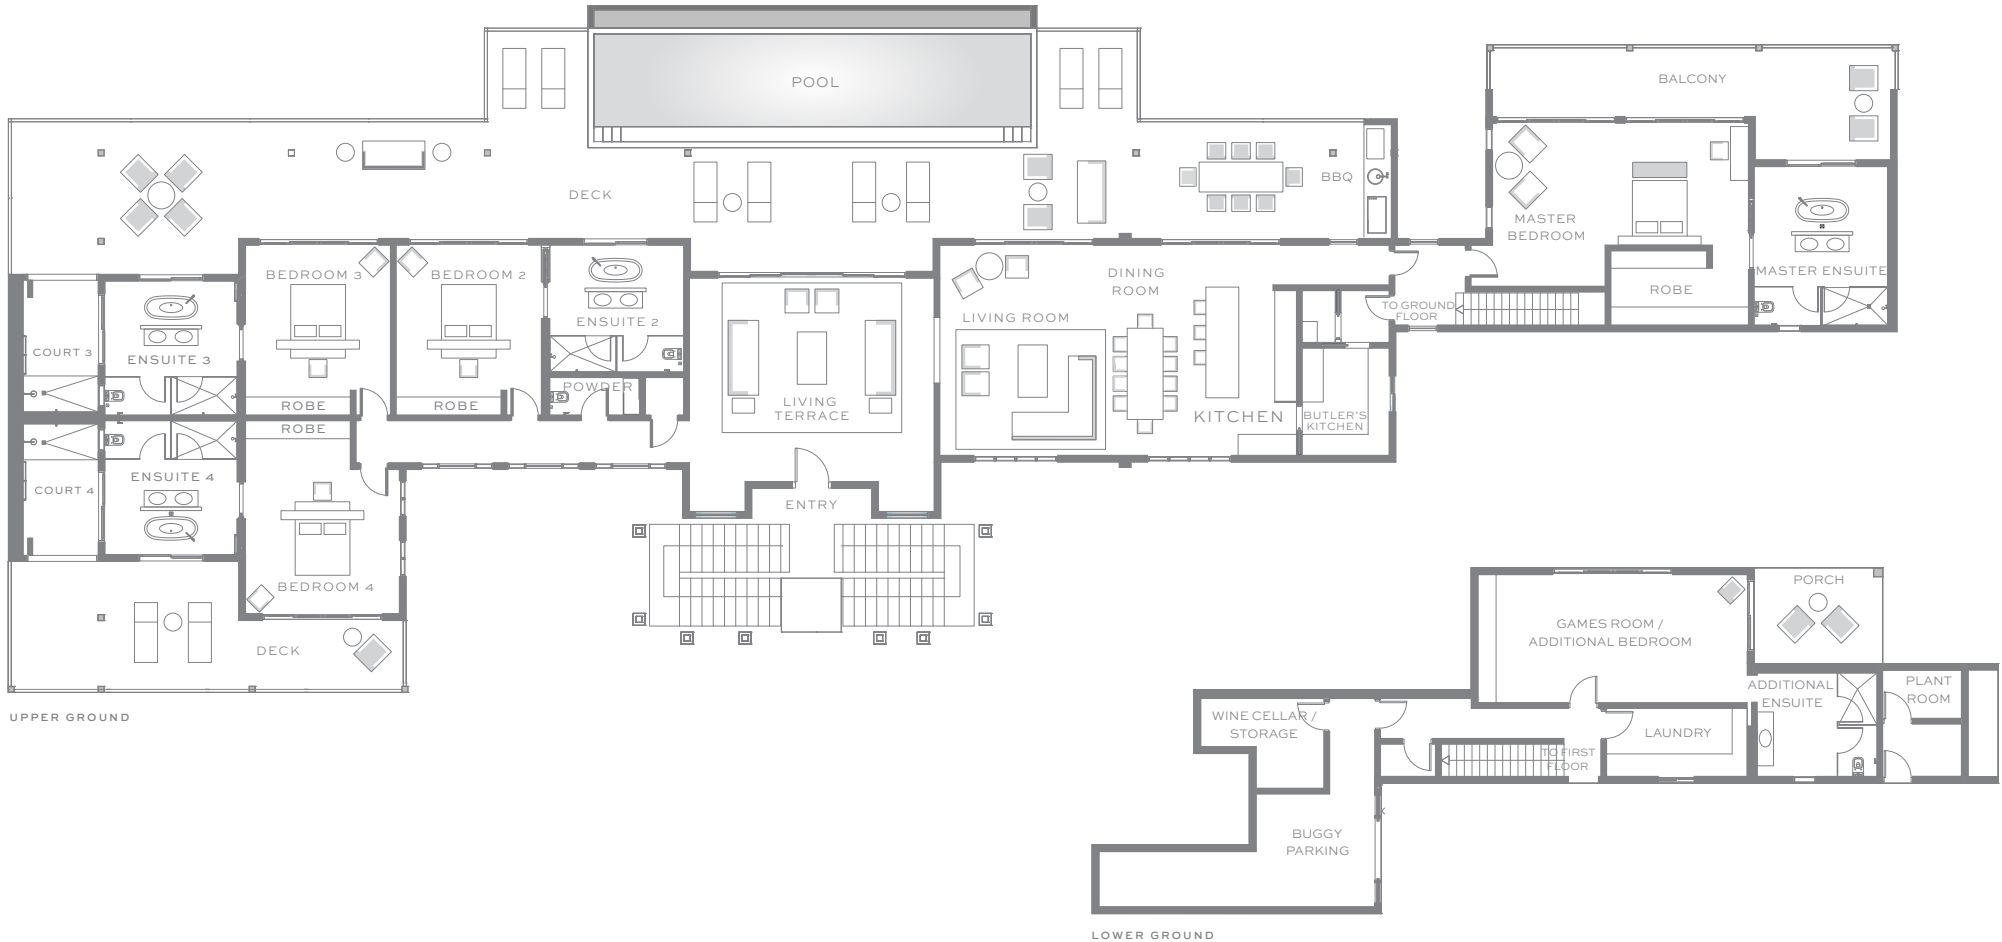 POOL
BALCONY
DECK
BBQ
MASTER
BEDROOM
MASTER ENSUITE
ROBE
TO GROUND
FLOOR
BEDROOM 3
BEDROOM 2
ENSUITE 2
DINING
ROOM
LIVING ROOM
COURT 3
ENSUITE 3
POWDER
ROBE
ROBE
LIVING
TERRACE
KITCHEN
BUTLER'S
KITCHEN
ROBE
COURT 4
ENSUITE 4
ENTRY
BEDROOM 4
DECK
UPPER GROUND
PORCH
GAMES ROOM /
ADDITIONAL BEDROOM
ADDITIONAL
ENSUITE
PLANT
ROOM
WINE CELLAR /
STORAGE
LAUNDRY
TO FIRST
FLOOR
BUGGY
PARKING
LOWER GROUND